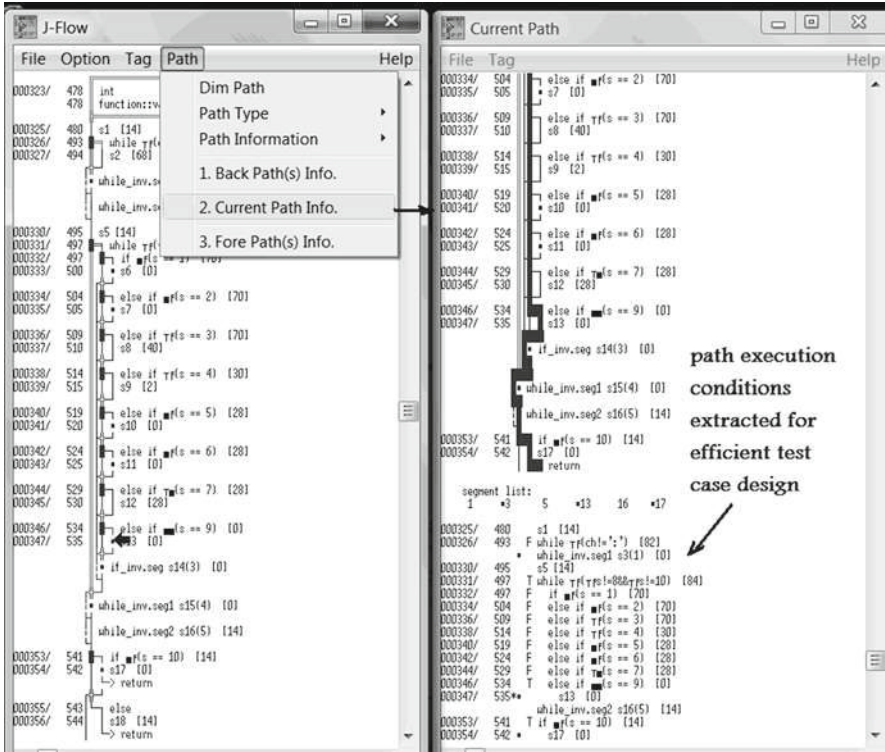 J-Flow
File Option Tag Path Help
Dim Path
Path Type
Path Information
1. Back Path(s) Info.
2. Current Path Info.
3. Fore Path(s) Info.
000323/ 478 int
478 function::v
000325/ 480 s1 [14]
000326/ 493 while
000327/ 494 s2 [68]
while_inv.s
while_inv.s
000330/ 495 s5 [14]
000331/ 497 while
000332/ 497 if (s == 1) [70]
000333/ 500 s6 [0]
000334/ 504 else if (s == 2) [70]
000335/ 505 s7 [0]
000336/ 509 else if TF(s == 3) [70]
000337/ 510 s8 [40]
000338/ 514 else if TF(s == 4) [30]
000339/ 515 s9 [2]
000340/ 519 else if F(s == 5) [28]
000341/ 520 s10 [0]
000342/ 524 else if F(s == 6) [28]
000343/ 525 s11 [0]
000344/ 529 else if T(s == 7) [28]
000345/ 530 s12 [28]
000346/ 534 else if (s == 9) [0]
000347/ 535 [0]
if_inv.seg s14(3) [0]
while_inv.seg1 s15(4) [0]
while_inv.seg2 s16(5) [14]
000353/ 541 if F(s == 10) [14]
000354/ 542 s17 [0]
return
000355/ 543 else
000356/ 544 s18 [14]
return
Current Path
File Tag Help
000334/ 504 else if F(s == 2) [70]
000335/ 505 s7 [0]
000336/ 509 else if TF(s == 3) [70]
000337/ 510 s8 [40]
000338/ 514 else if TF(s == 4) [30]
000339/ 515 s9 [2]
000340/ 519 else if F(s == 5) [28]
000341/ 520 s10 [0]
000342/ 524 else if F(s == 6) [28]
000343/ 525 s11 [0]
000344/ 529 else if T(s == 7) [28]
000345/ 530 s12 [28]
000346/ 534 else if (s == 9) [0]
000347/ 535 s13 [0]
if_inv.seg s14(3) [0]
while_inv.seg1 s15(4) [0]
while_inv.seg2 s16(5) [14]
000353/ 541 if F(s == 10) [14]
000354/ 542 s17 [0]
return
path execution
conditions
extracted for
efficient test
case design
segment list:
1 *3 5 *13 16 *17
000325/ 480 s1 [14]
000326/ 493 F while TF(ch!=':') [82]
* while_inv.seg1 s3(1) [0]
000330/ 495 s5 [14]
000331/ 497 T while TF(TFs!=8&&TFs!=10) [84]
000332/ 497 F if F(s == 1) [70]
000334/ 504 F else if F(s == 2) [70]
000336/ 509 F else if TF(s == 3) [70]
000338/ 514 F else if TF(s == 4) [30]
000340/ 519 F else if F(s == 5) [28]
000342/ 524 F else if F(s == 6) [28]
000344/ 529 F else if T(s == 7) [28]
000346/ 534 T else if (s == 9) [0]
000347/ 535** s13 [0]
while_inv.seg2 s16(5) [14]
000353/ 541 T if F(s == 10) [14]
000354/ 542 * s17 [0]